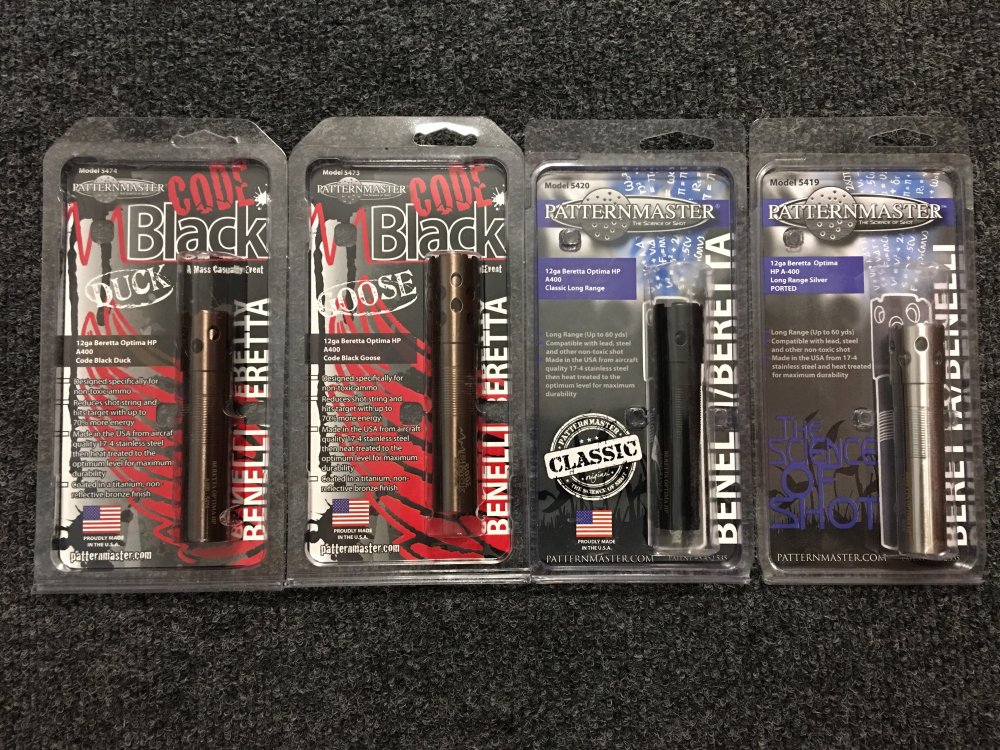 Model 5474
PATTERNMASTER
CODE
Black
A Mass Casualty Event
DUCK
12ga Beretta Optima HP
A400
Code Black Duck
Designed specifically for
non-toxic ammo
Reduces shot string and
hits target with up to
70% more energy
Made in the USA from aircraft
quality 17-4 stainless steel
then heat treated to the
optimum level for maximum
durability
Coated in a titanium, non-
reflective bronze finish
PROUDLY MADE
IN THE U.S.A.
patternmaster.com
BENELLI BERETTA
Model 5473
PATTERNMASTER
CODE
Black
Event
GOOSE
12ga Beretta Optima HP
A400
Code Black Goose
Designed specifically for
non-toxic ammo
Reduces shot string and
hits target with up to
70% more energy
Made in the USA from aircraft
quality 17-4 stainless steel
then heat treated to the
optimum level for maximum
durability
Coated in a titanium, non-
reflective bronze finish
PROUDLY MADE
IN THE U.S.A.
patternmaster.com
BENELLI BERETTA
Model 5420
PATTERNMASTER®
THE SCIENCE OF SHOT
12ga Beretta Optima HP
A400
Classic Long Range
Long Range (Up to 60 yds)
Compatible with lead, steel
and other non-toxic shot
Made in the USA from aircraft
quality 17-4 stainless steel
then heat treated to the
optimum level for maximum
durability
PATTERNMASTER
CLASSIC
THE SCIENCE OF SHOT
PROUDLY MADE
IN THE U.S.A.
PATTERNMASTER.COM
PATENT #5,452,535
BENELLI/BERETTA
Model 5419
PATTERNMASTER™
THE SCIENCE OF SHOT
12ga Beretta Optima
HP A-400
Long Range Silver
PORTED
Long Range (Up to 60 yds)
Compatible with lead, steel
and other non-toxic shot
Made in the USA from 17-4
stainless steel and heat treated
for maximum durability
THE
SCIENCE
OF
SHOT
PATTERNMASTER.COM
BERETTA/BENELLI